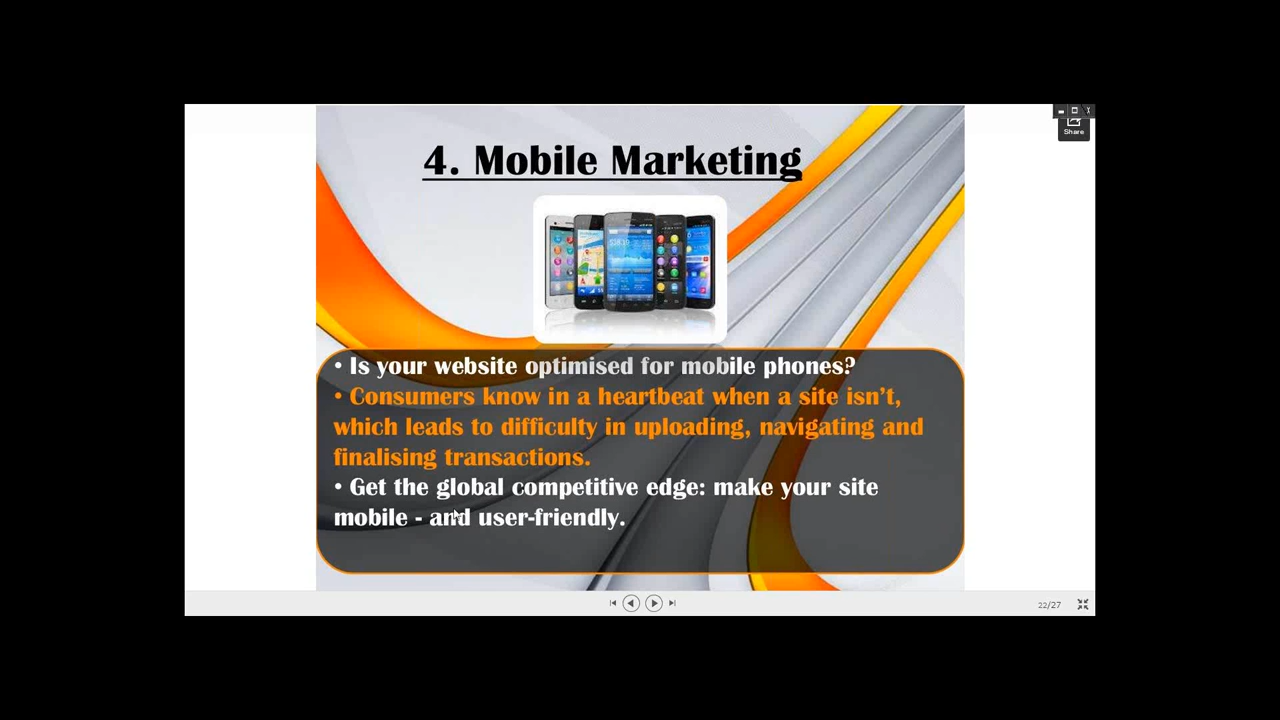 Share
4. Mobile Marketing
• Is your website optimised for mobile phones?
• Consumers know in a heartbeat when a site isn’t,
which leads to difficulty in uploading, navigating and
finalising transactions.
• Get the global competitive edge: make your site
mobile - and user-friendly.
22/27